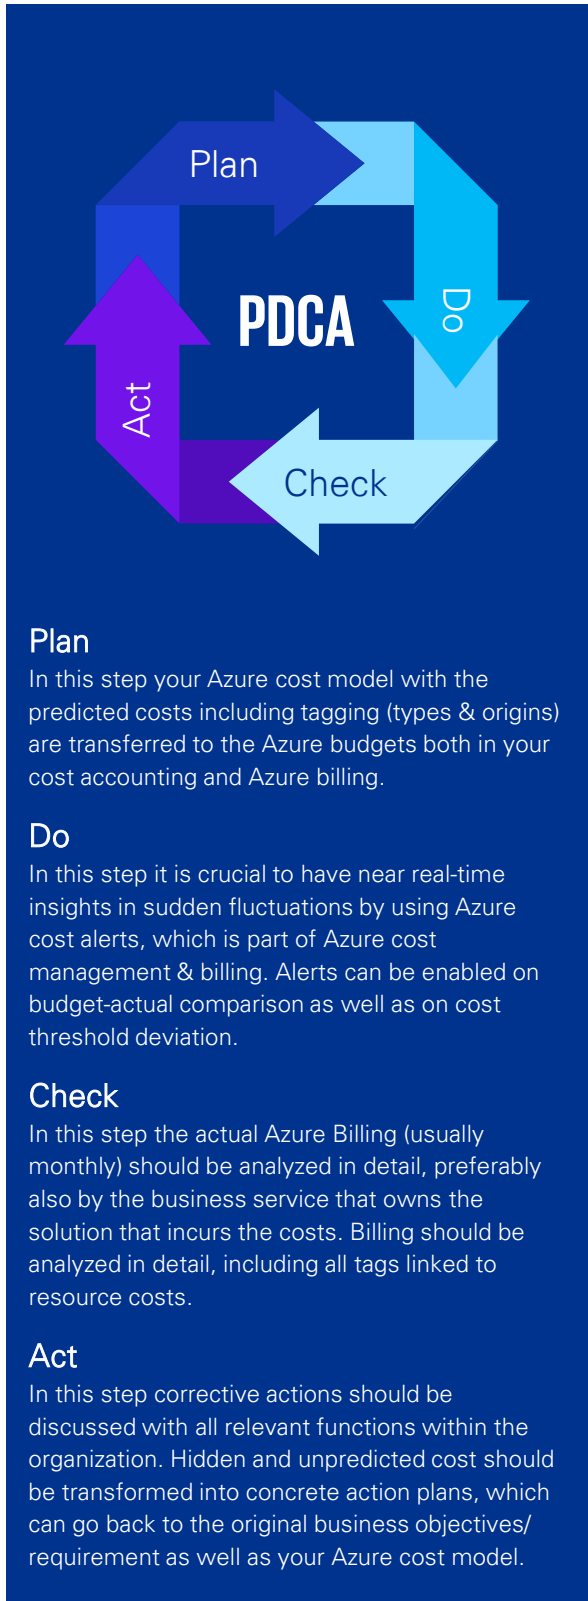 Plan
Do
PDCA
Act
Check
Plan
In this step your Azure cost model with the
predicted costs including tagging (types & origins)
are transferred to the Azure budgets both in your
cost accounting and Azure billing.
Do
In this step it is crucial to have near real-time
insights in sudden fluctuations by using Azure
cost alerts, which is part of Azure cost
management & billing. Alerts can be enabled on
budget-actual comparison as well as on cost
threshold deviation.
Check
In this step the actual Azure Billing (usually
monthly) should be analyzed in detail, preferably
also by the business service that owns the
solution that incurs the costs. Billing should be
analyzed in detail, including all tags linked to
resource costs.
Act
In this step corrective actions should be
discussed with all relevant functions within the
organization. Hidden and unpredicted cost should
be transformed into concrete action plans, which
can go back to the original business objectives/
requirement as well as your Azure cost model.